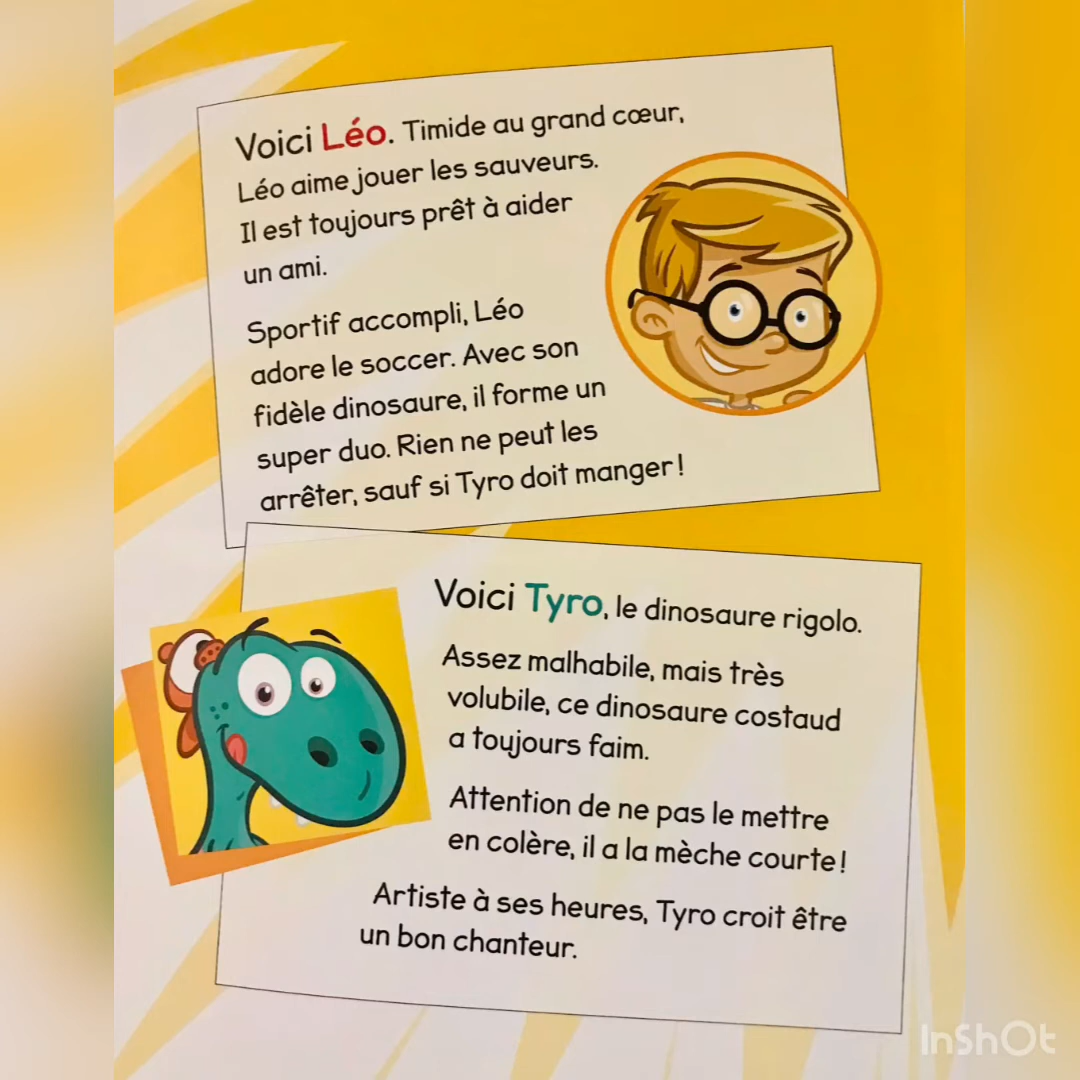 Voici Léo. Timide au grand cœur,
Léo aime jouer les sauveurs.
Il est toujours prêt à aider
un ami.
Sportif accompli, Léo
adore le soccer. Avec son
fidèle dinosaure, il forme un
super duo. Rien ne peut les
arrêter, sauf si Tyro doit manger !
Voici Tyro, le dinosaure rigolo.
Assez malhabile, mais très
volubile, ce dinosaure costaud
a toujours faim.
Attention de ne pas le mettre
en colère, il a la mèche courte !
Artiste à ses heures, Tyro croit être
un bon chanteur.
InShOt